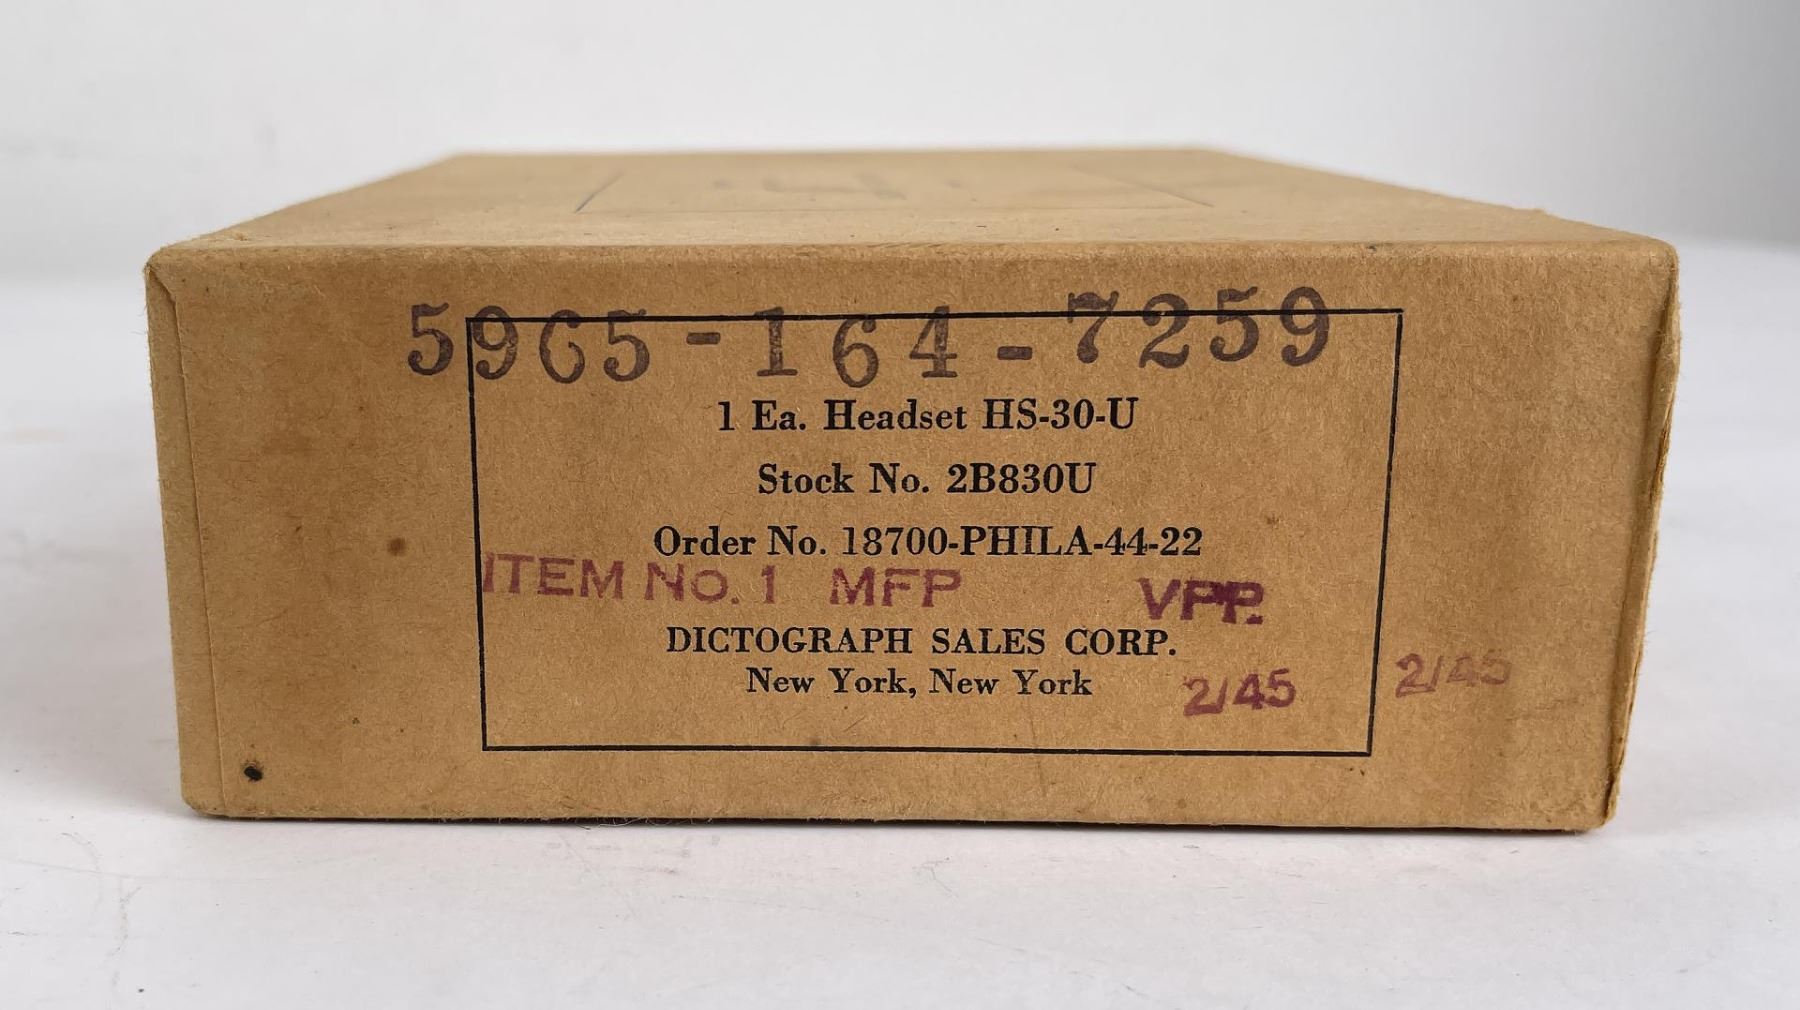 5965-164-7259
1 Ea. Headset HS-30-U
Stock No. 2B830U
Order No. 18700-PHILA-44-22
ITEM NO. 1 MFP VPP.
DICTOGRAPH SALES CORP.
New York, New York
2/45 2/45